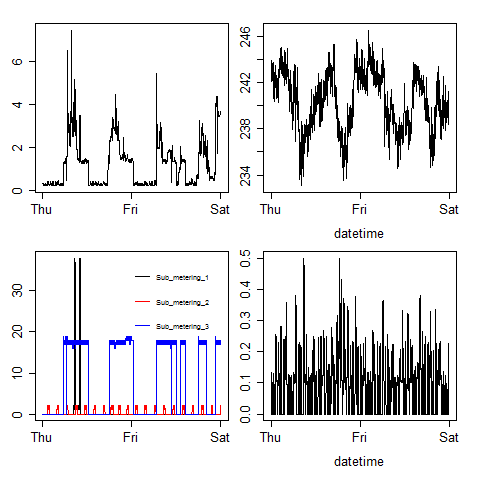 0 2 4 6
Thu Fri Sat
234 238 242 246
Thu Fri Sat
datetime
0 10 20 30
Sub_metering_1
Sub_metering_2
Sub_metering_3
Thu Fri Sat
0.0 0.1 0.2 0.3 0.4 0.5
Thu Fri Sat
datetime